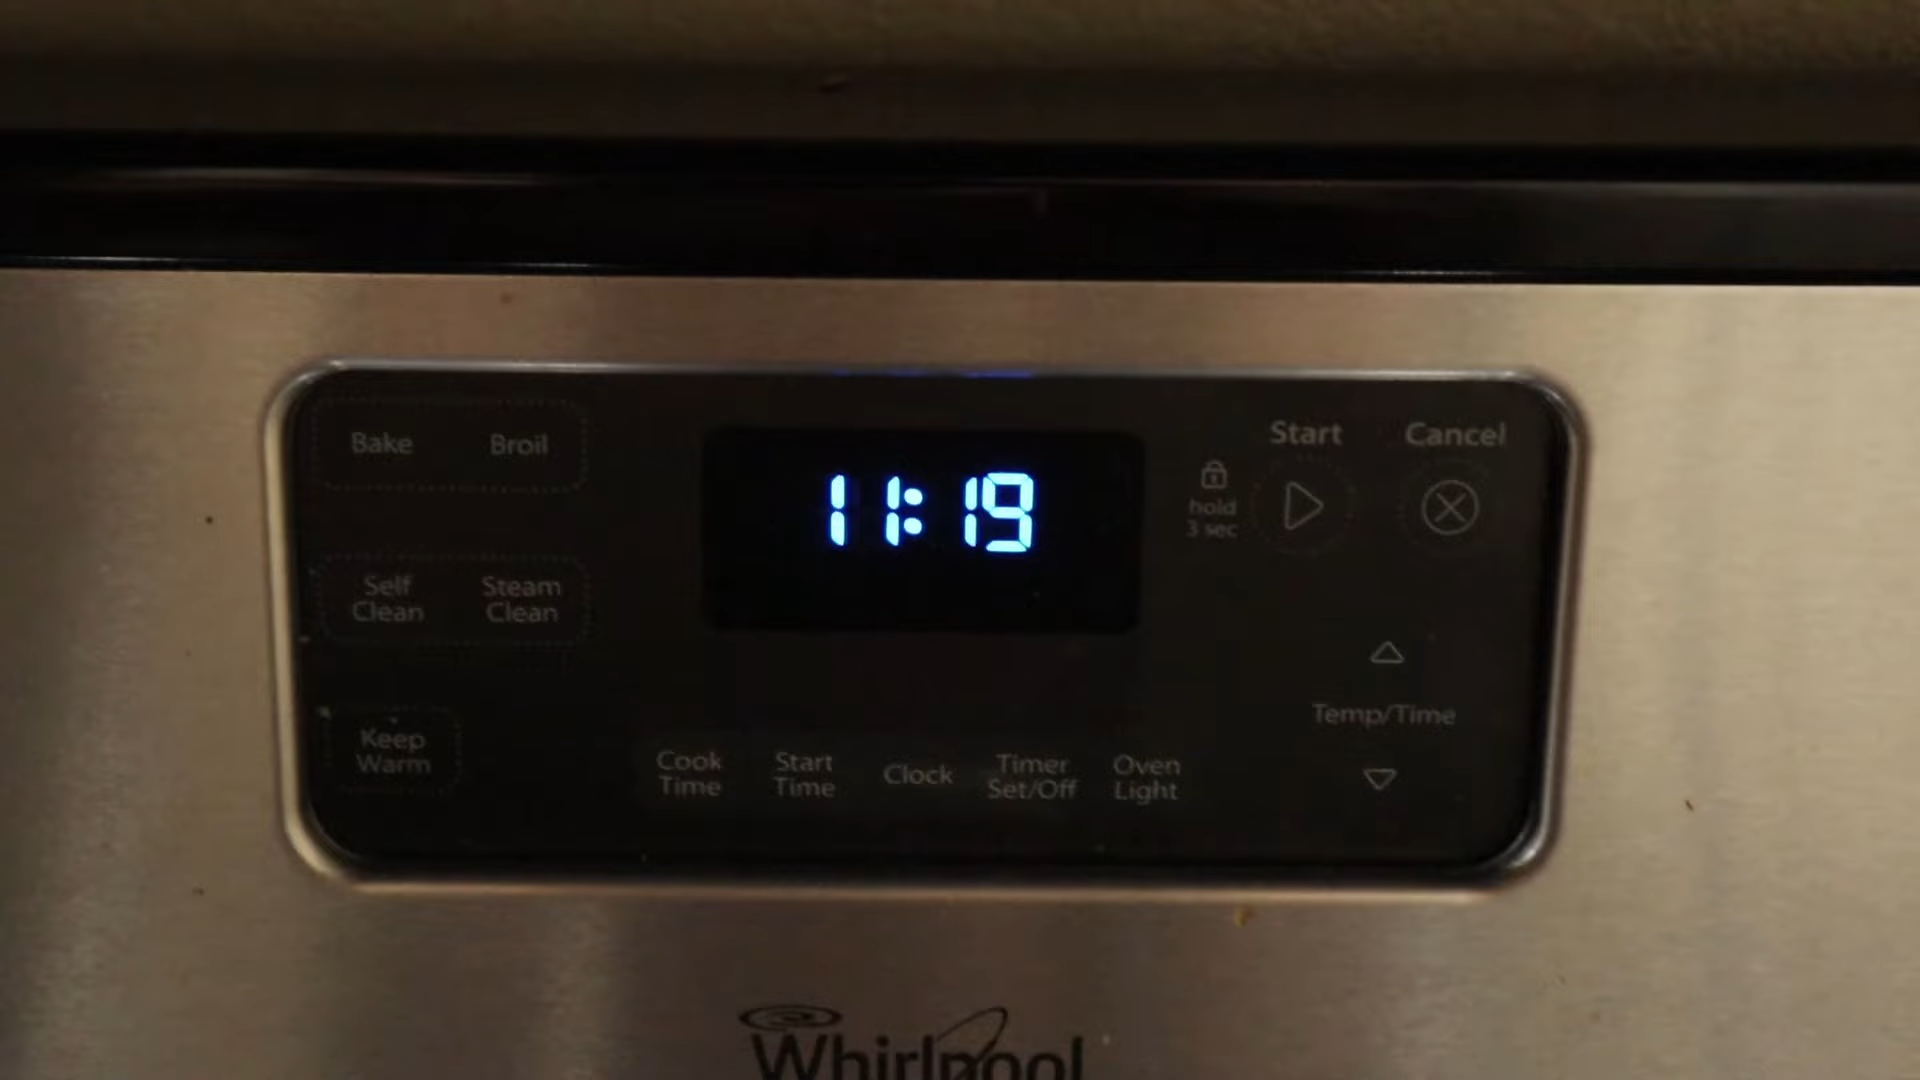 Bake Broil
11:19
Start Cancel
hold
3 sec
Self
Clean
Steam
Clean
Temp/Time
Keep
Warm
Cook
Time
Start
Time
Clock
Timer
Set/Off
Oven
Light
Whirlpool